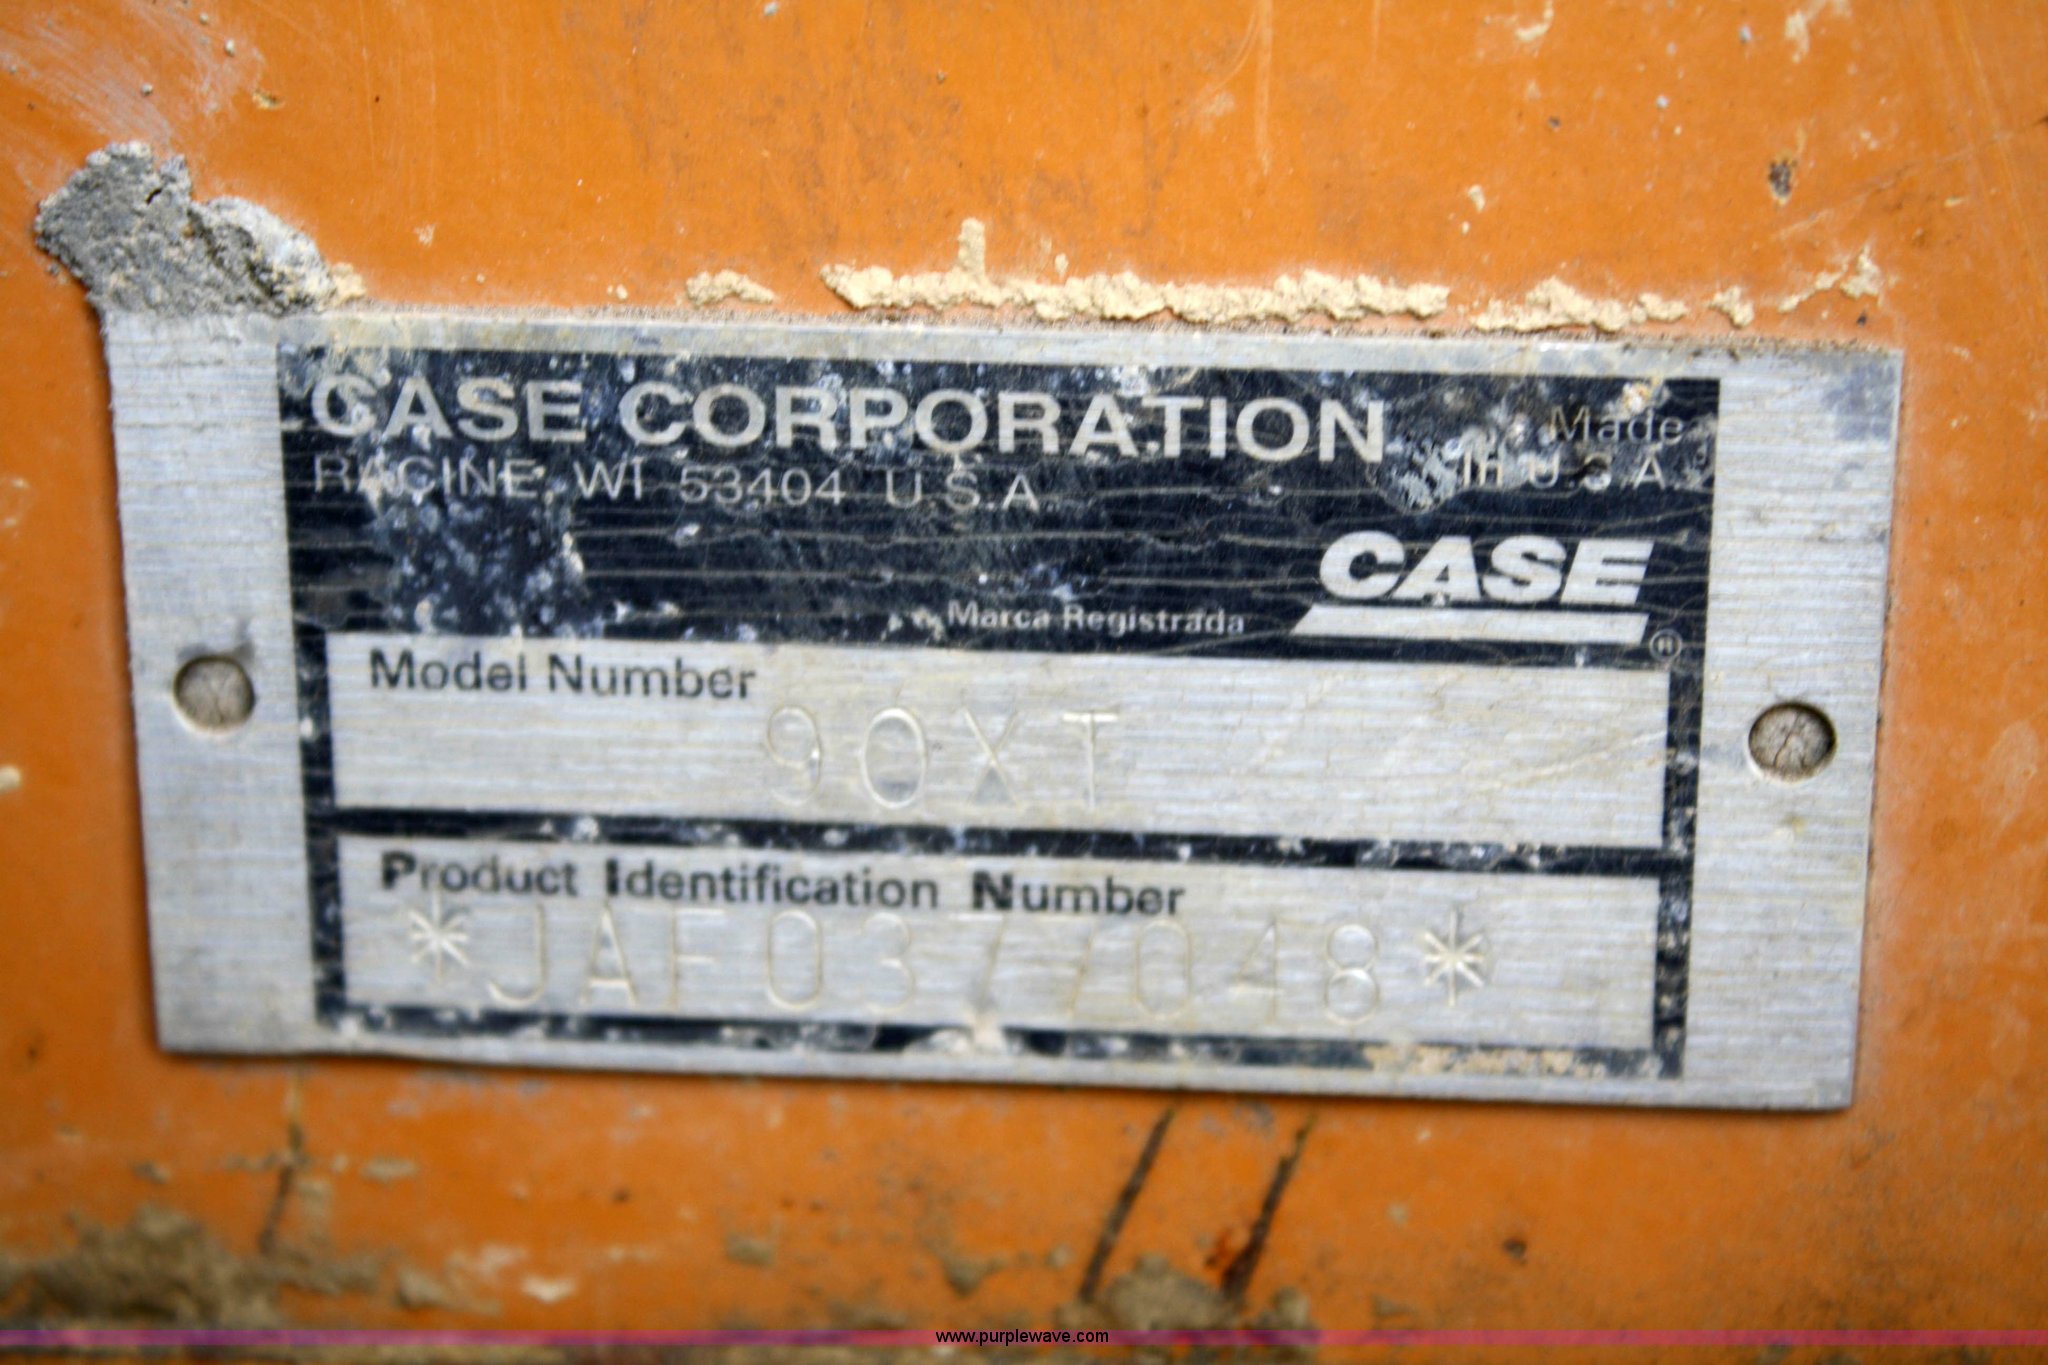 CASE CORPORATION
RACINE, WI 53404 U.S.A
Made
in U.S.A.
CASE
Marca Registrada ®
Model Number
90XT
Product Identification Number
*JAF0377048*
www.purplewave.com